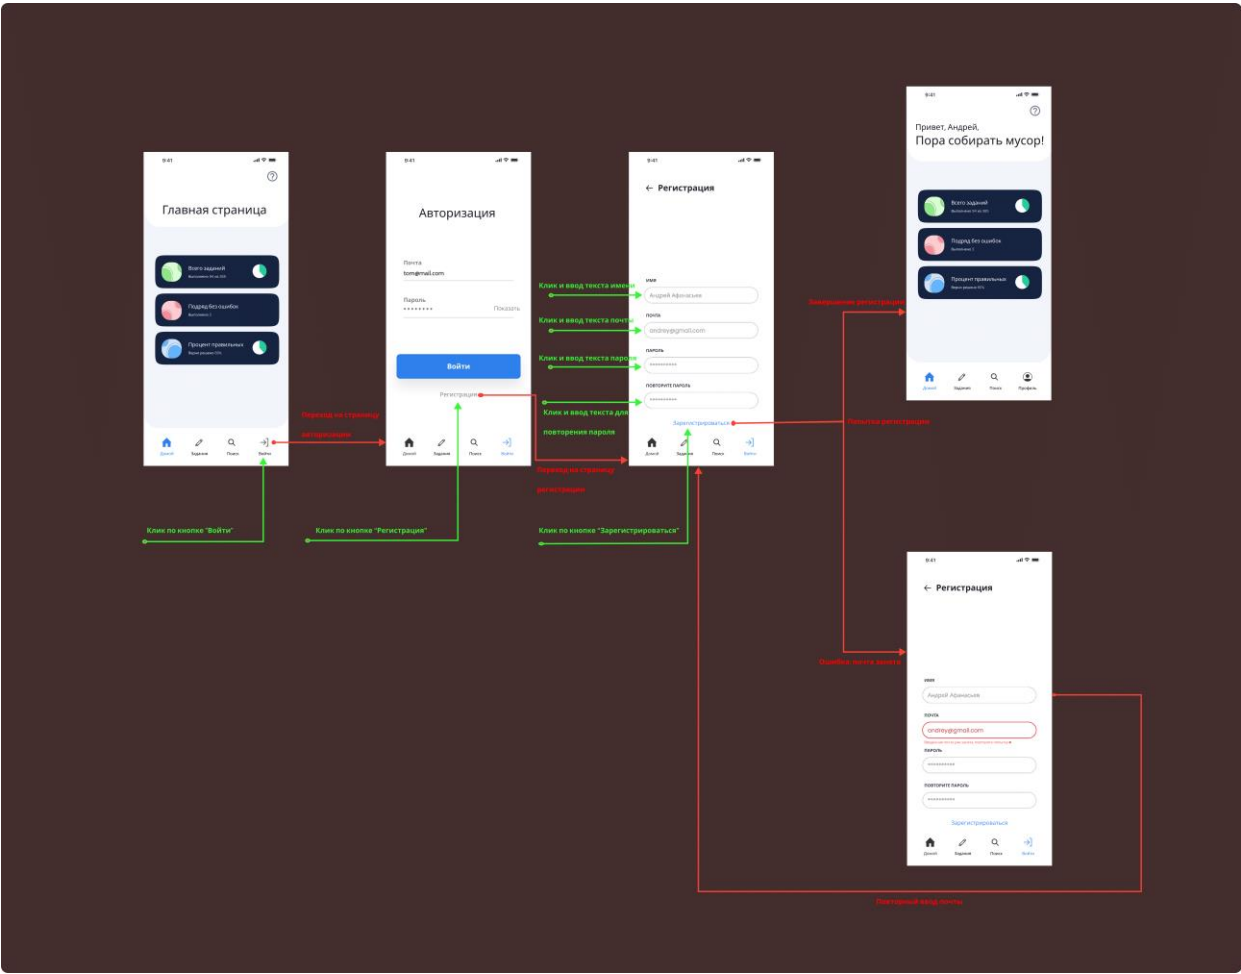 9:41
Главная страница
Всего заданий
Подряд без ошибок
Выполнено 2
Процент правильных
Домой
Задания
Поиск
Войти
Клик по кнопке "Войти"
Переход на страницу
авторизации
9:41
Авторизация
Почта
tom@mail.com
Пароль
••••••••
Показать
Войти
Регистрация
Домой
Задания
Поиск
Войти
Клик по кнопке "Регистрация"
Переход на страницу
регистрации
Клик и ввод текста имени
Клик и ввод текста почты
Клик и ввод текста пароля
Клик и ввод текста для
повторения пароля
9:41
← Регистрация
ИМЯ
Андрей Афанасьев
ПОЧТА
andrey@gmail.com
ПАРОЛЬ
ПОВТОРИТЕ ПАРОЛЬ
Зарегистрироваться
Домой
Задания
Поиск
Войти
Клик по кнопке "Зарегистрироваться"
Завершение регистрации
Попытка регистрации
Ошибка: почта занята
Повторный ввод почты
9:41
Привет, Андрей,
Пора собирать мусор!
Всего заданий
Подряд без ошибок
Выполнено 2
Процент правильных
Домой
Задания
Поиск
Профиль
9:41
← Регистрация
ИМЯ
Андрей Афанасьев
ПОЧТА
andrey@gmail.com
ПАРОЛЬ
ПОВТОРИТЕ ПАРОЛЬ
Зарегистрироваться
Домой
Задания
Поиск
Войти